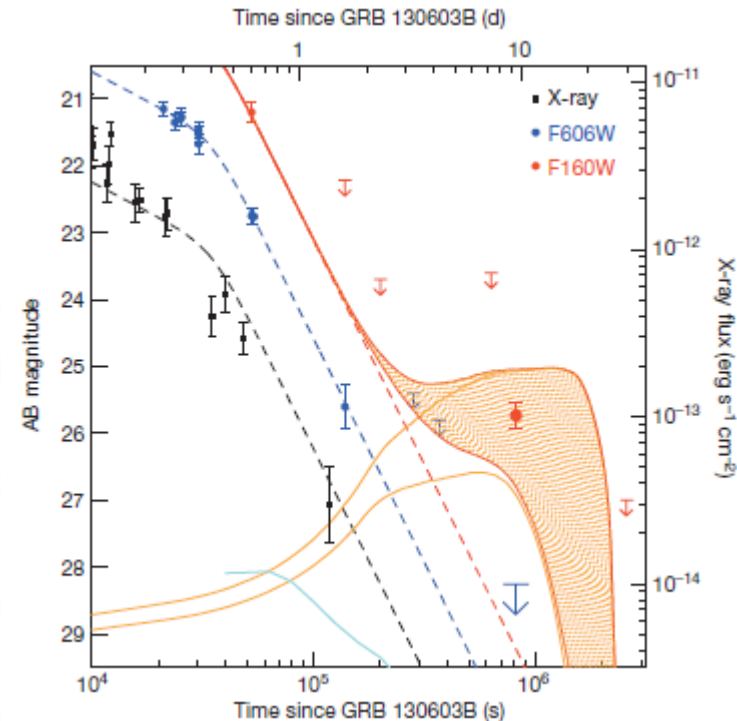 Time since GRB 130603B (d)
1
10
21
22
23
24
25
26
27
28
29
AB magnitude
X-ray
F606W
F160W
10⁻¹¹
10⁻¹²
10⁻¹³
10⁻¹⁴
X-ray flux (erg s⁻¹ cm⁻²)
10⁴
10⁵
10⁶
Time since GRB 130603B (s)